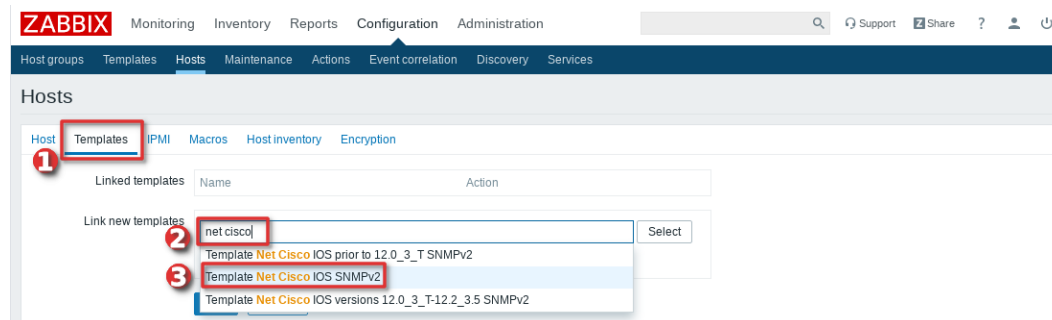 ZABBIX Monitoring Inventory Reports Configuration Administration Support Z Share ?
Host groups Templates Hosts Maintenance Actions Event correlation Discovery Services
Hosts
Host Templates IPMI Macros Host inventory Encryption
1
Linked templates Name Action
Link new templates
2 net cisco Select
Template Net Cisco IOS prior to 12.0_3_T SNMPv2
3 Template Net Cisco IOS SNMPv2
Template Net Cisco IOS versions 12.0_3_T-12.2_3.5 SNMPv2